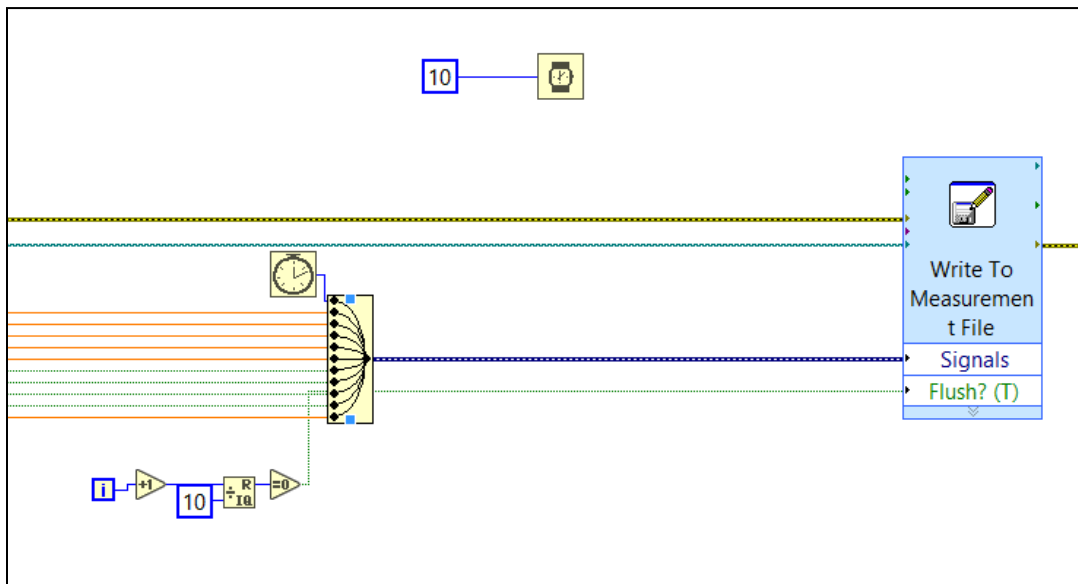 10
Write To
Measuremen
t File
Signals
Flush? (T)
i
+1
10
R
IQ
=0